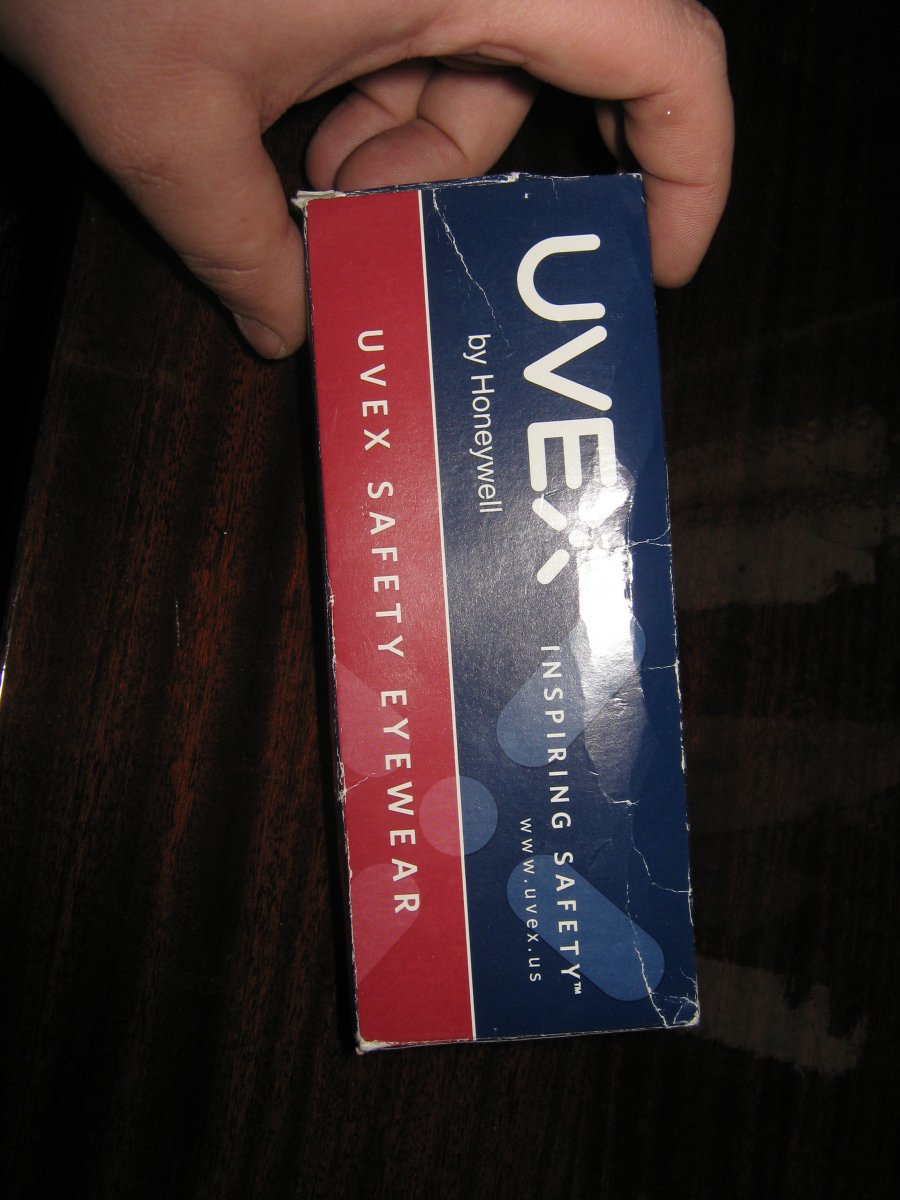 UVEX
by Honeywell
INSPIRING SAFETY™
www.uvex.us
UVEX SAFETY EYEWEAR